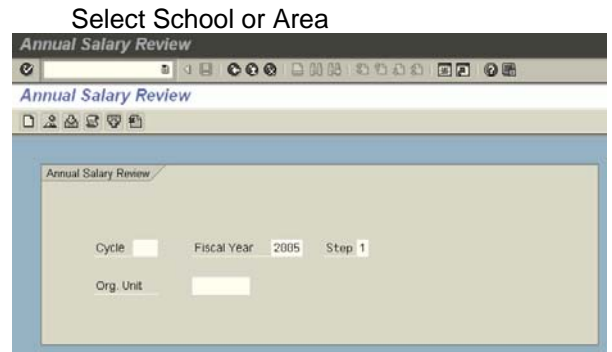 Select School or Area
Annual Salary Review
Annual Salary Review
Annual Salary Review
Cycle Fiscal Year 2005 Step 1
Org. Unit